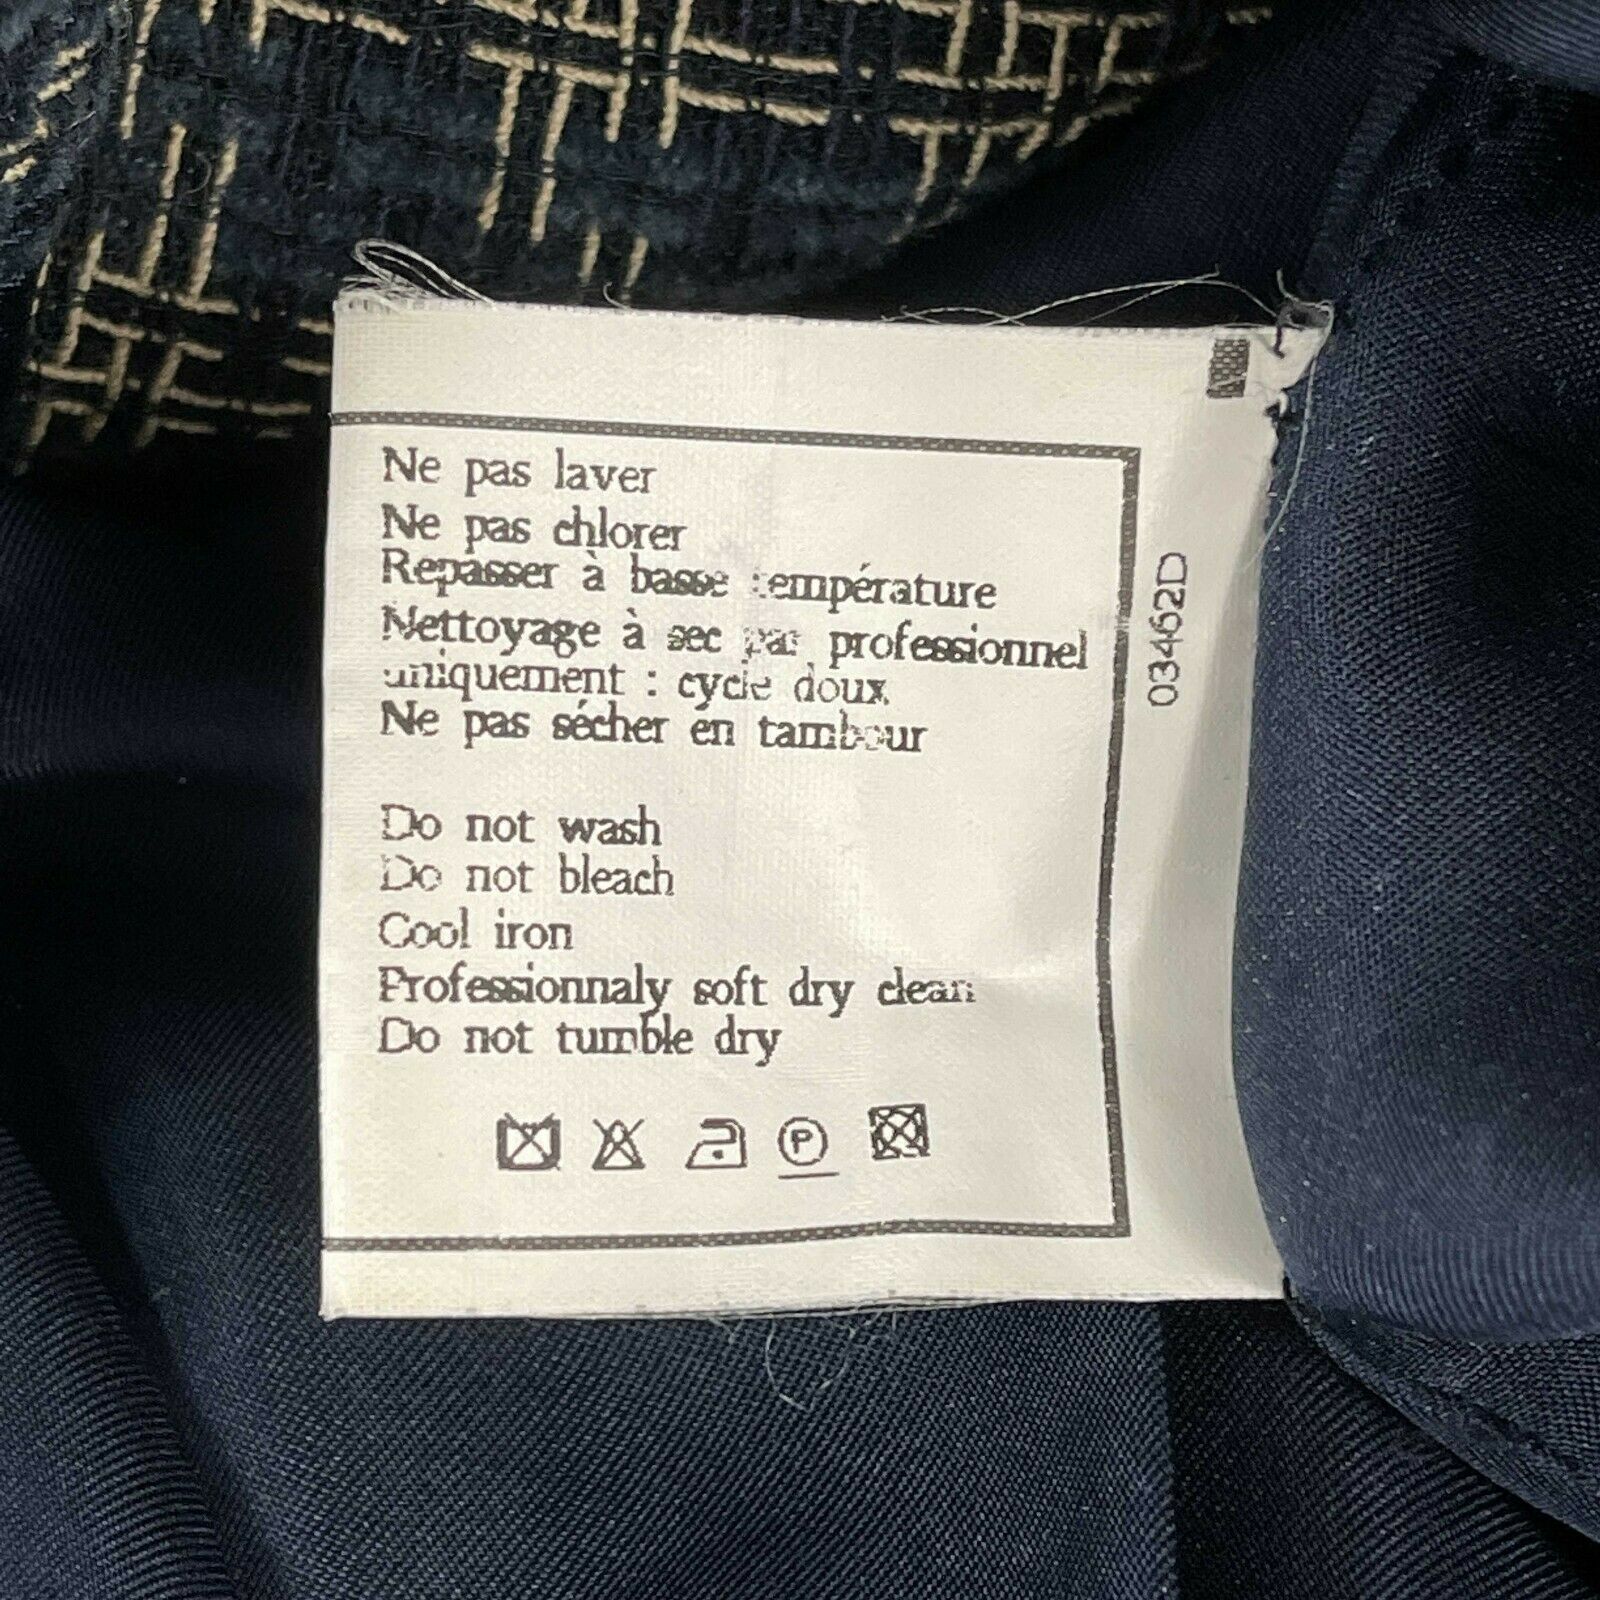 Ne pas laver
Ne pas chlorer
Repasser à basse température
Nettoyage à sec par professionnel
uniquement : cycle doux
Ne pas sécher en tambour
Do not wash
Do not bleach
Cool iron
Professionnaly soft dry clean
Do not tumble dry
P
03462D